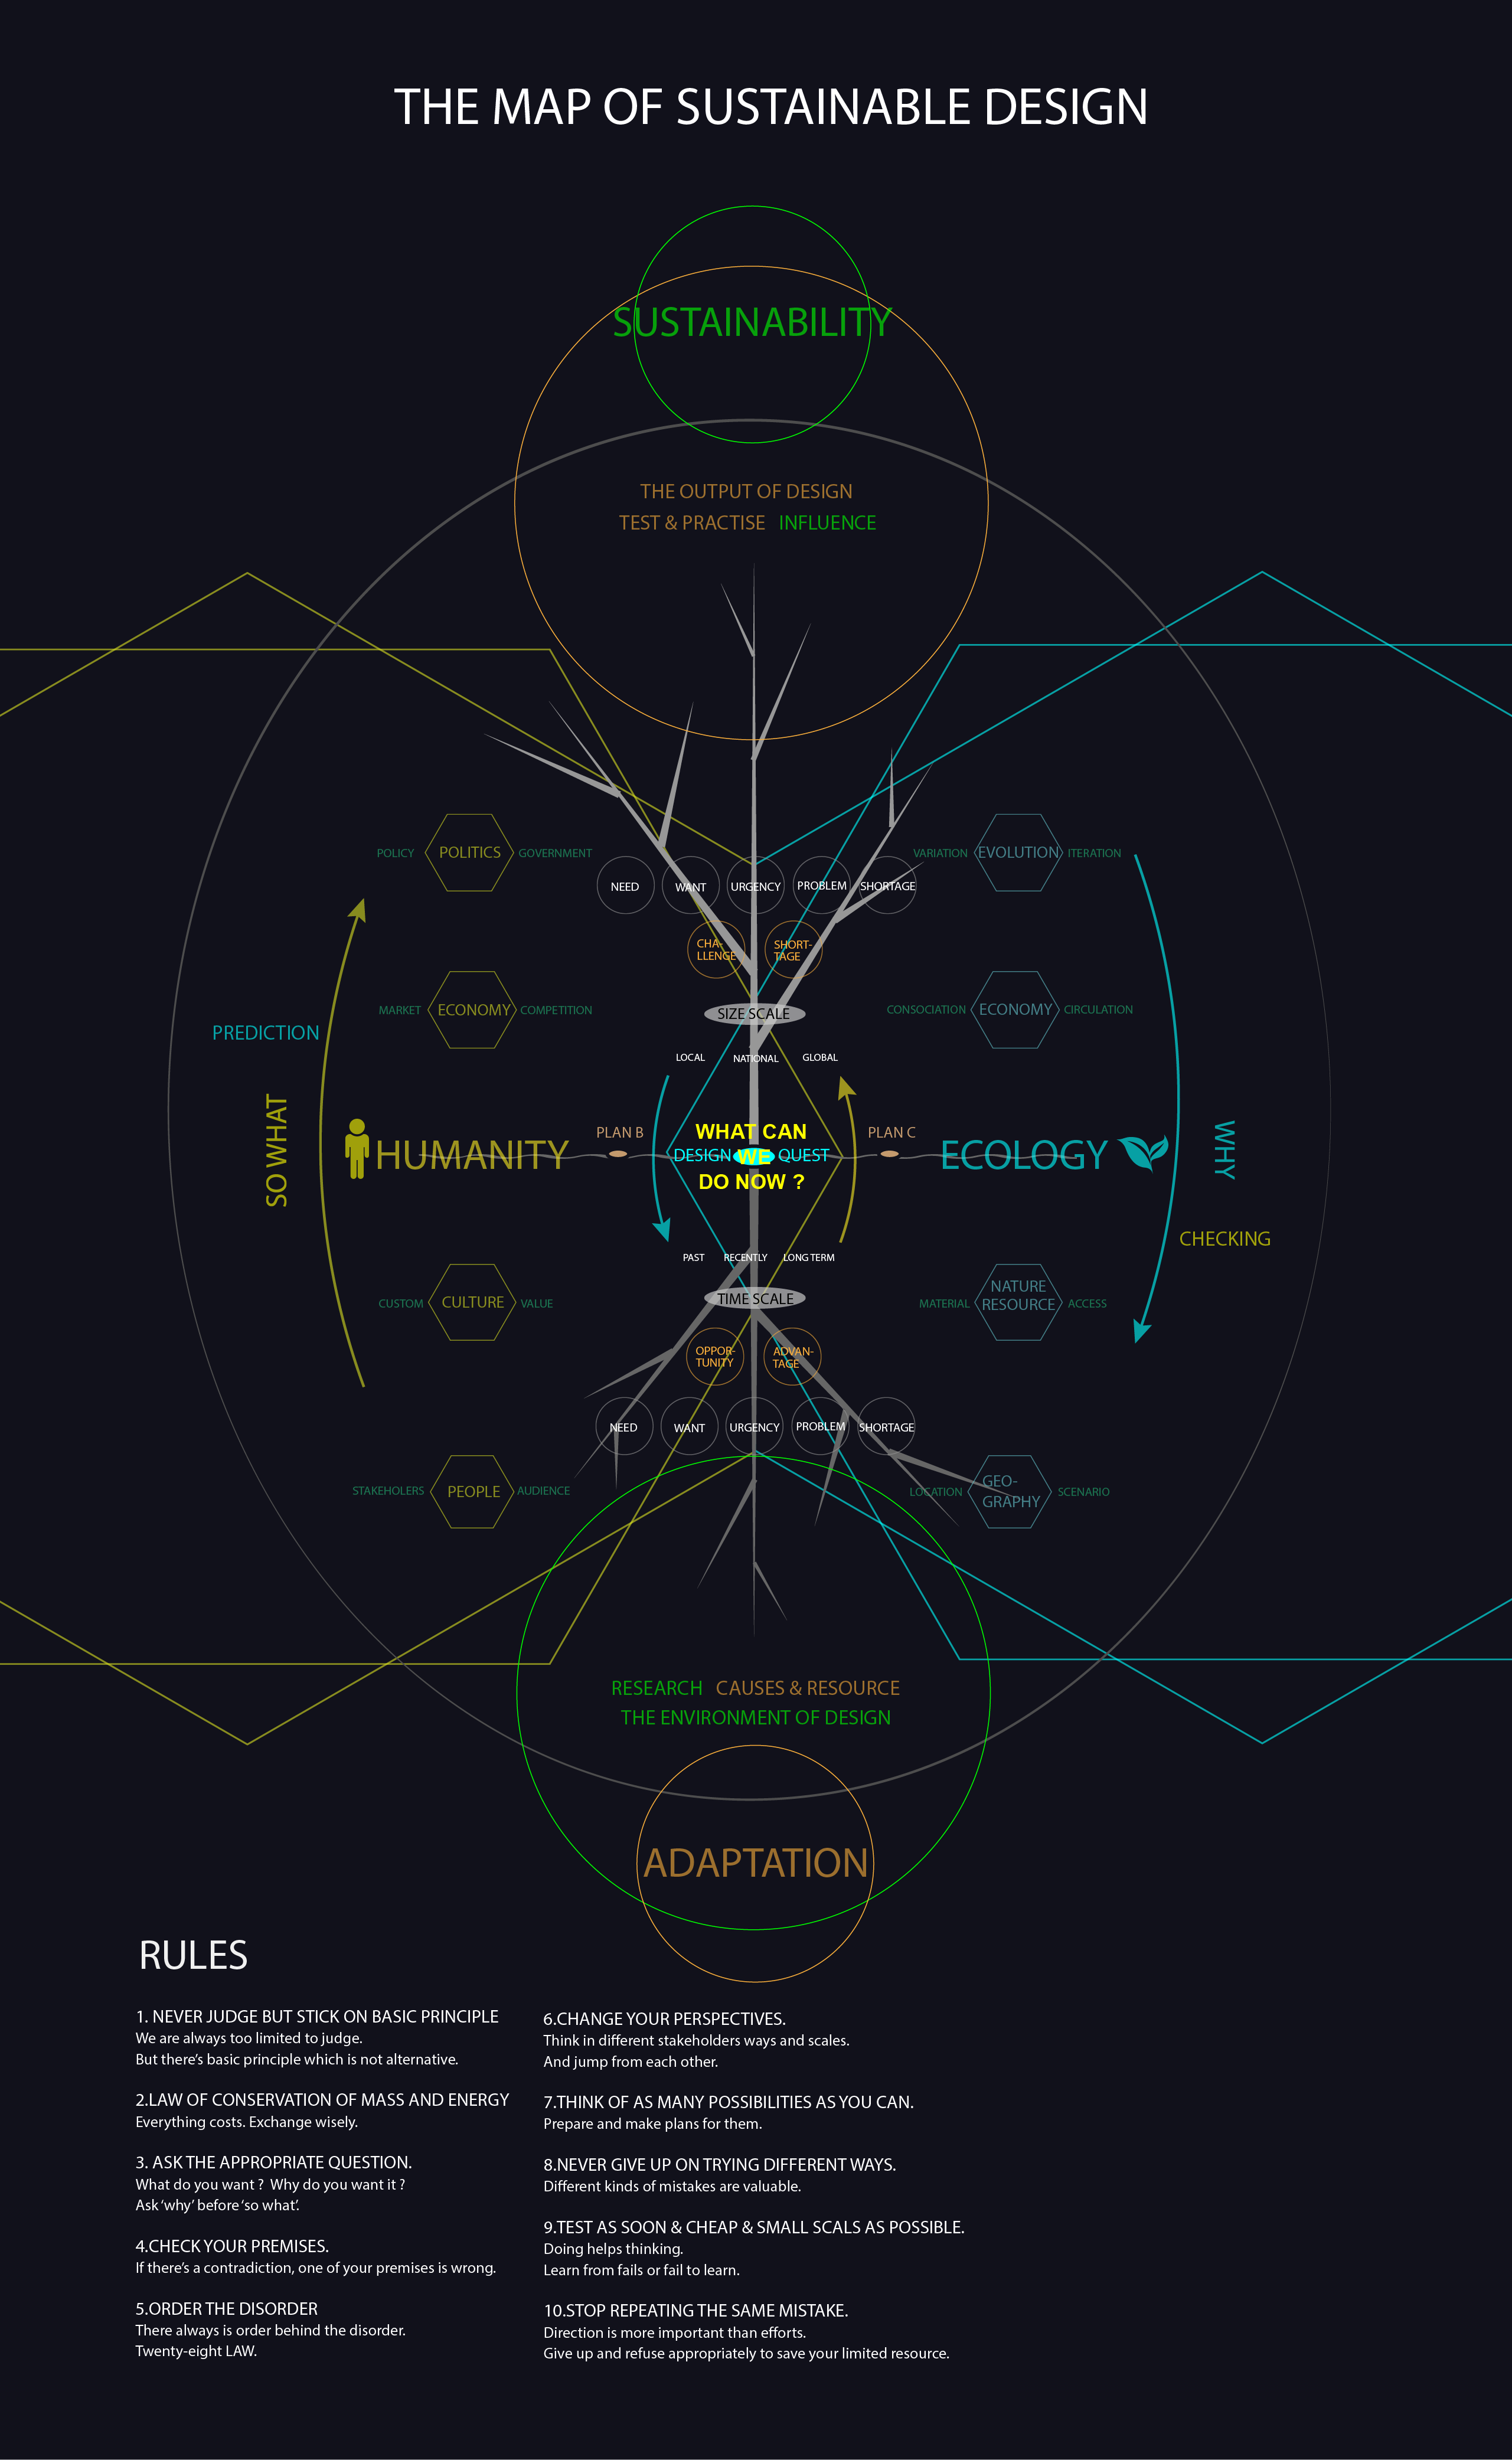 THE MAP OF SUSTAINABLE DESIGN
SUSTAINABILITY
THE OUTPUT OF DESIGN
TEST & PRACTISE INFLUENCE
POLICY POLITICS GOVERNMENT
NEED WANT URGENCY PROBLEM SHORTAGE
VARIATION EVOLUTION ITERATION
CHA-
LLENGE
SHORT-
TAGE
MARKET ECONOMY COMPETITION
SIZE SCALE
CONSOCIATION ECONOMY CIRCULATION
PREDICTION
LOCAL NATIONAL GLOBAL
SO WHAT
HUMANITY
PLAN B
WHAT CAN
DESIGN WE QUEST
DO NOW ?
PLAN C
ECOLOGY
WHY
CHECKING
PAST RECENTLY LONG TERM
TIME SCALE
CUSTOM CULTURE VALUE
MATERIAL
NATURE
RESOURCE
ACCESS
OPPOR-
TUNITY
ADVAN-
TAGE
NEED WANT URGENCY PROBLEM SHORTAGE
STAKEHOLERS PEOPLE AUDIENCE
LOCATION
GEO-
GRAPHY
SCENARIO
RESEARCH CAUSES & RESOURCE
THE ENVIRONMENT OF DESIGN
ADAPTATION
RULES
1. NEVER JUDGE BUT STICK ON BASIC PRINCIPLE
We are always too limited to judge.
But there's basic principle which is not alternative.
2.LAW OF CONSERVATION OF MASS AND ENERGY
Everything costs. Exchange wisely.
3. ASK THE APPROPRIATE QUESTION.
What do you want ? Why do you want it ?
Ask ‘why’ before ‘so what’.
4.CHECK YOUR PREMISES.
If there's a contradiction, one of your premises is wrong.
5.ORDER THE DISORDER
There always is order behind the disorder.
Twenty-eight LAW.
6.CHANGE YOUR PERSPECTIVES.
Think in different stakeholders ways and scales.
And jump from each other.
7.THINK OF AS MANY POSSIBILITIES AS YOU CAN.
Prepare and make plans for them.
8.NEVER GIVE UP ON TRYING DIFFERENT WAYS.
Different kinds of mistakes are valuable.
9.TEST AS SOON & CHEAP & SMALL SCALS AS POSSIBLE.
Doing helps thinking.
Learn from fails or fail to learn.
10.STOP REPEATING THE SAME MISTAKE.
Direction is more important than efforts.
Give up and refuse appropriately to save your limited resource.